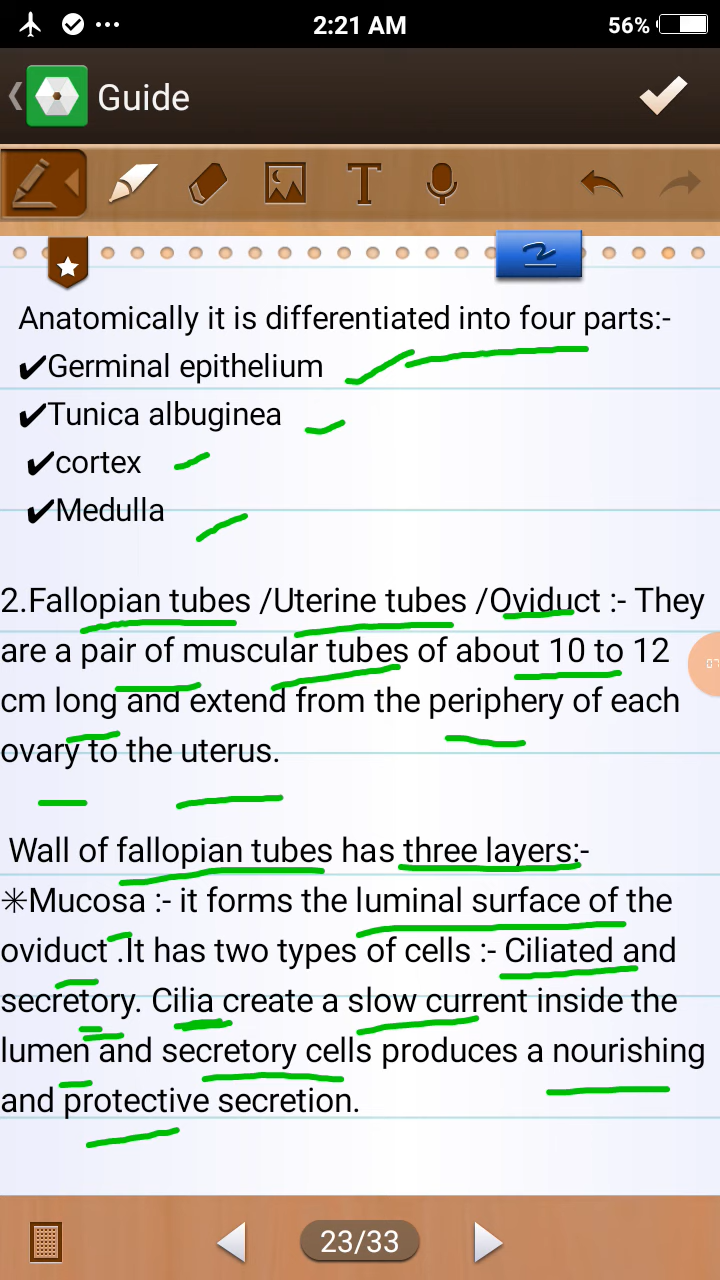 2:21 AM
56%
Guide
Anatomically it is differentiated into four parts:-
✔Germinal epithelium
✔Tunica albuginea
✔cortex
✔Medulla
2.Fallopian tubes /Uterine tubes /Oviduct :- They
are a pair of muscular tubes of about 10 to 12
cm long and extend from the periphery of each
ovary to the uterus.
Wall of fallopian tubes has three layers:-
✳Mucosa :- it forms the luminal surface of the
oviduct .It has two types of cells :- Ciliated and
secretory. Cilia create a slow current inside the
lumen and secretory cells produces a nourishing
and protective secretion.
23/33